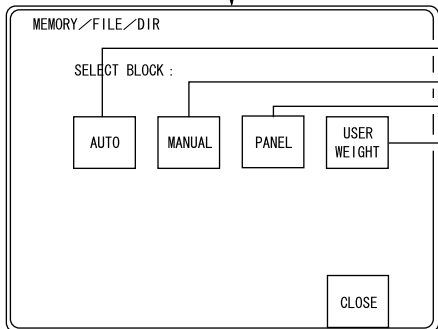 MEMORY／FILE／DIR
SELECT BLOCK :
AUTO
MANUAL
PANEL
USER
WEIGHT
CLOSE